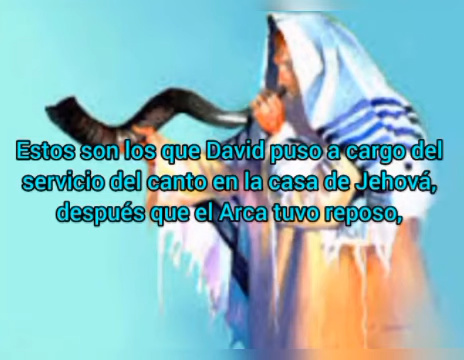 Estos son los que David puso a cargo del
servicio del canto en la casa de Jehová,
después que el Arca tuvo reposo,